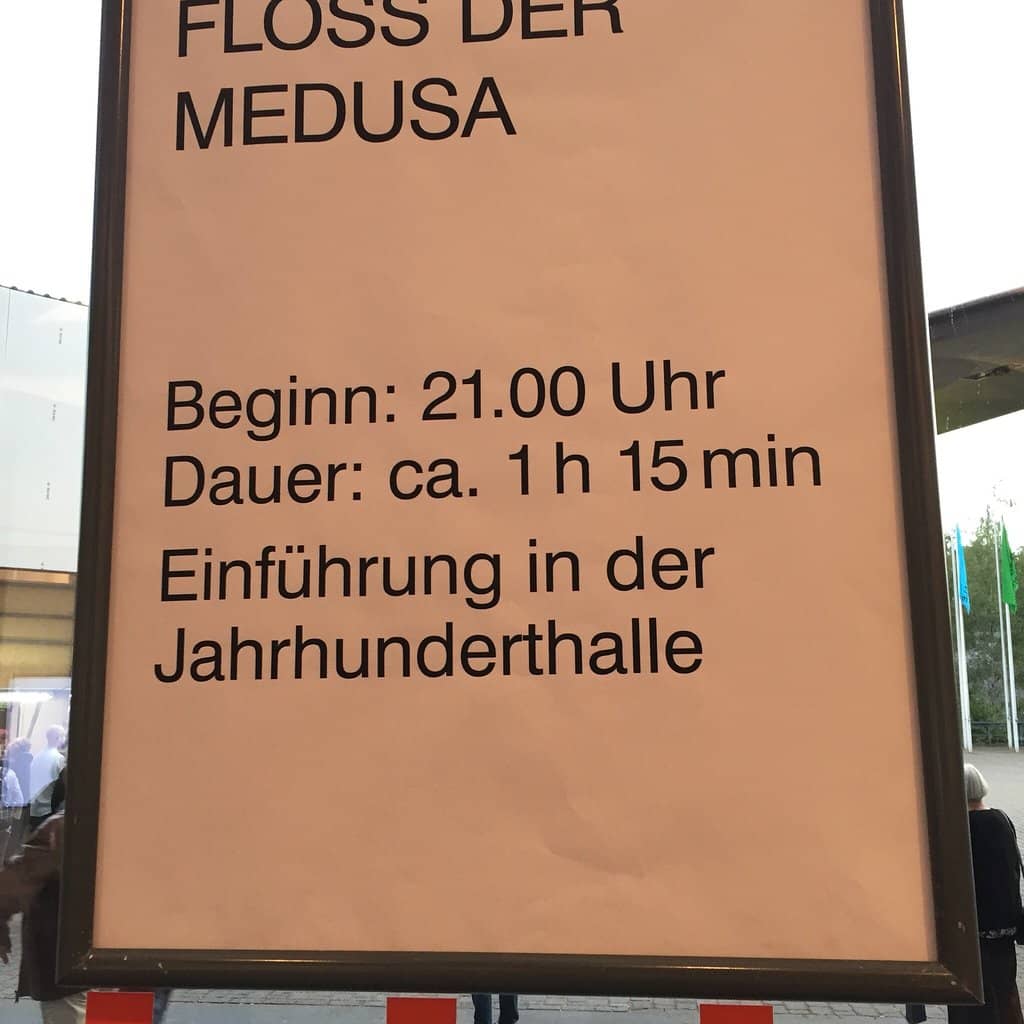 FLOSS DER
MEDUSA
Beginn: 21.00 Uhr
Dauer: ca. 1 h 15 min
Einführung in der
Jahrhunderthalle